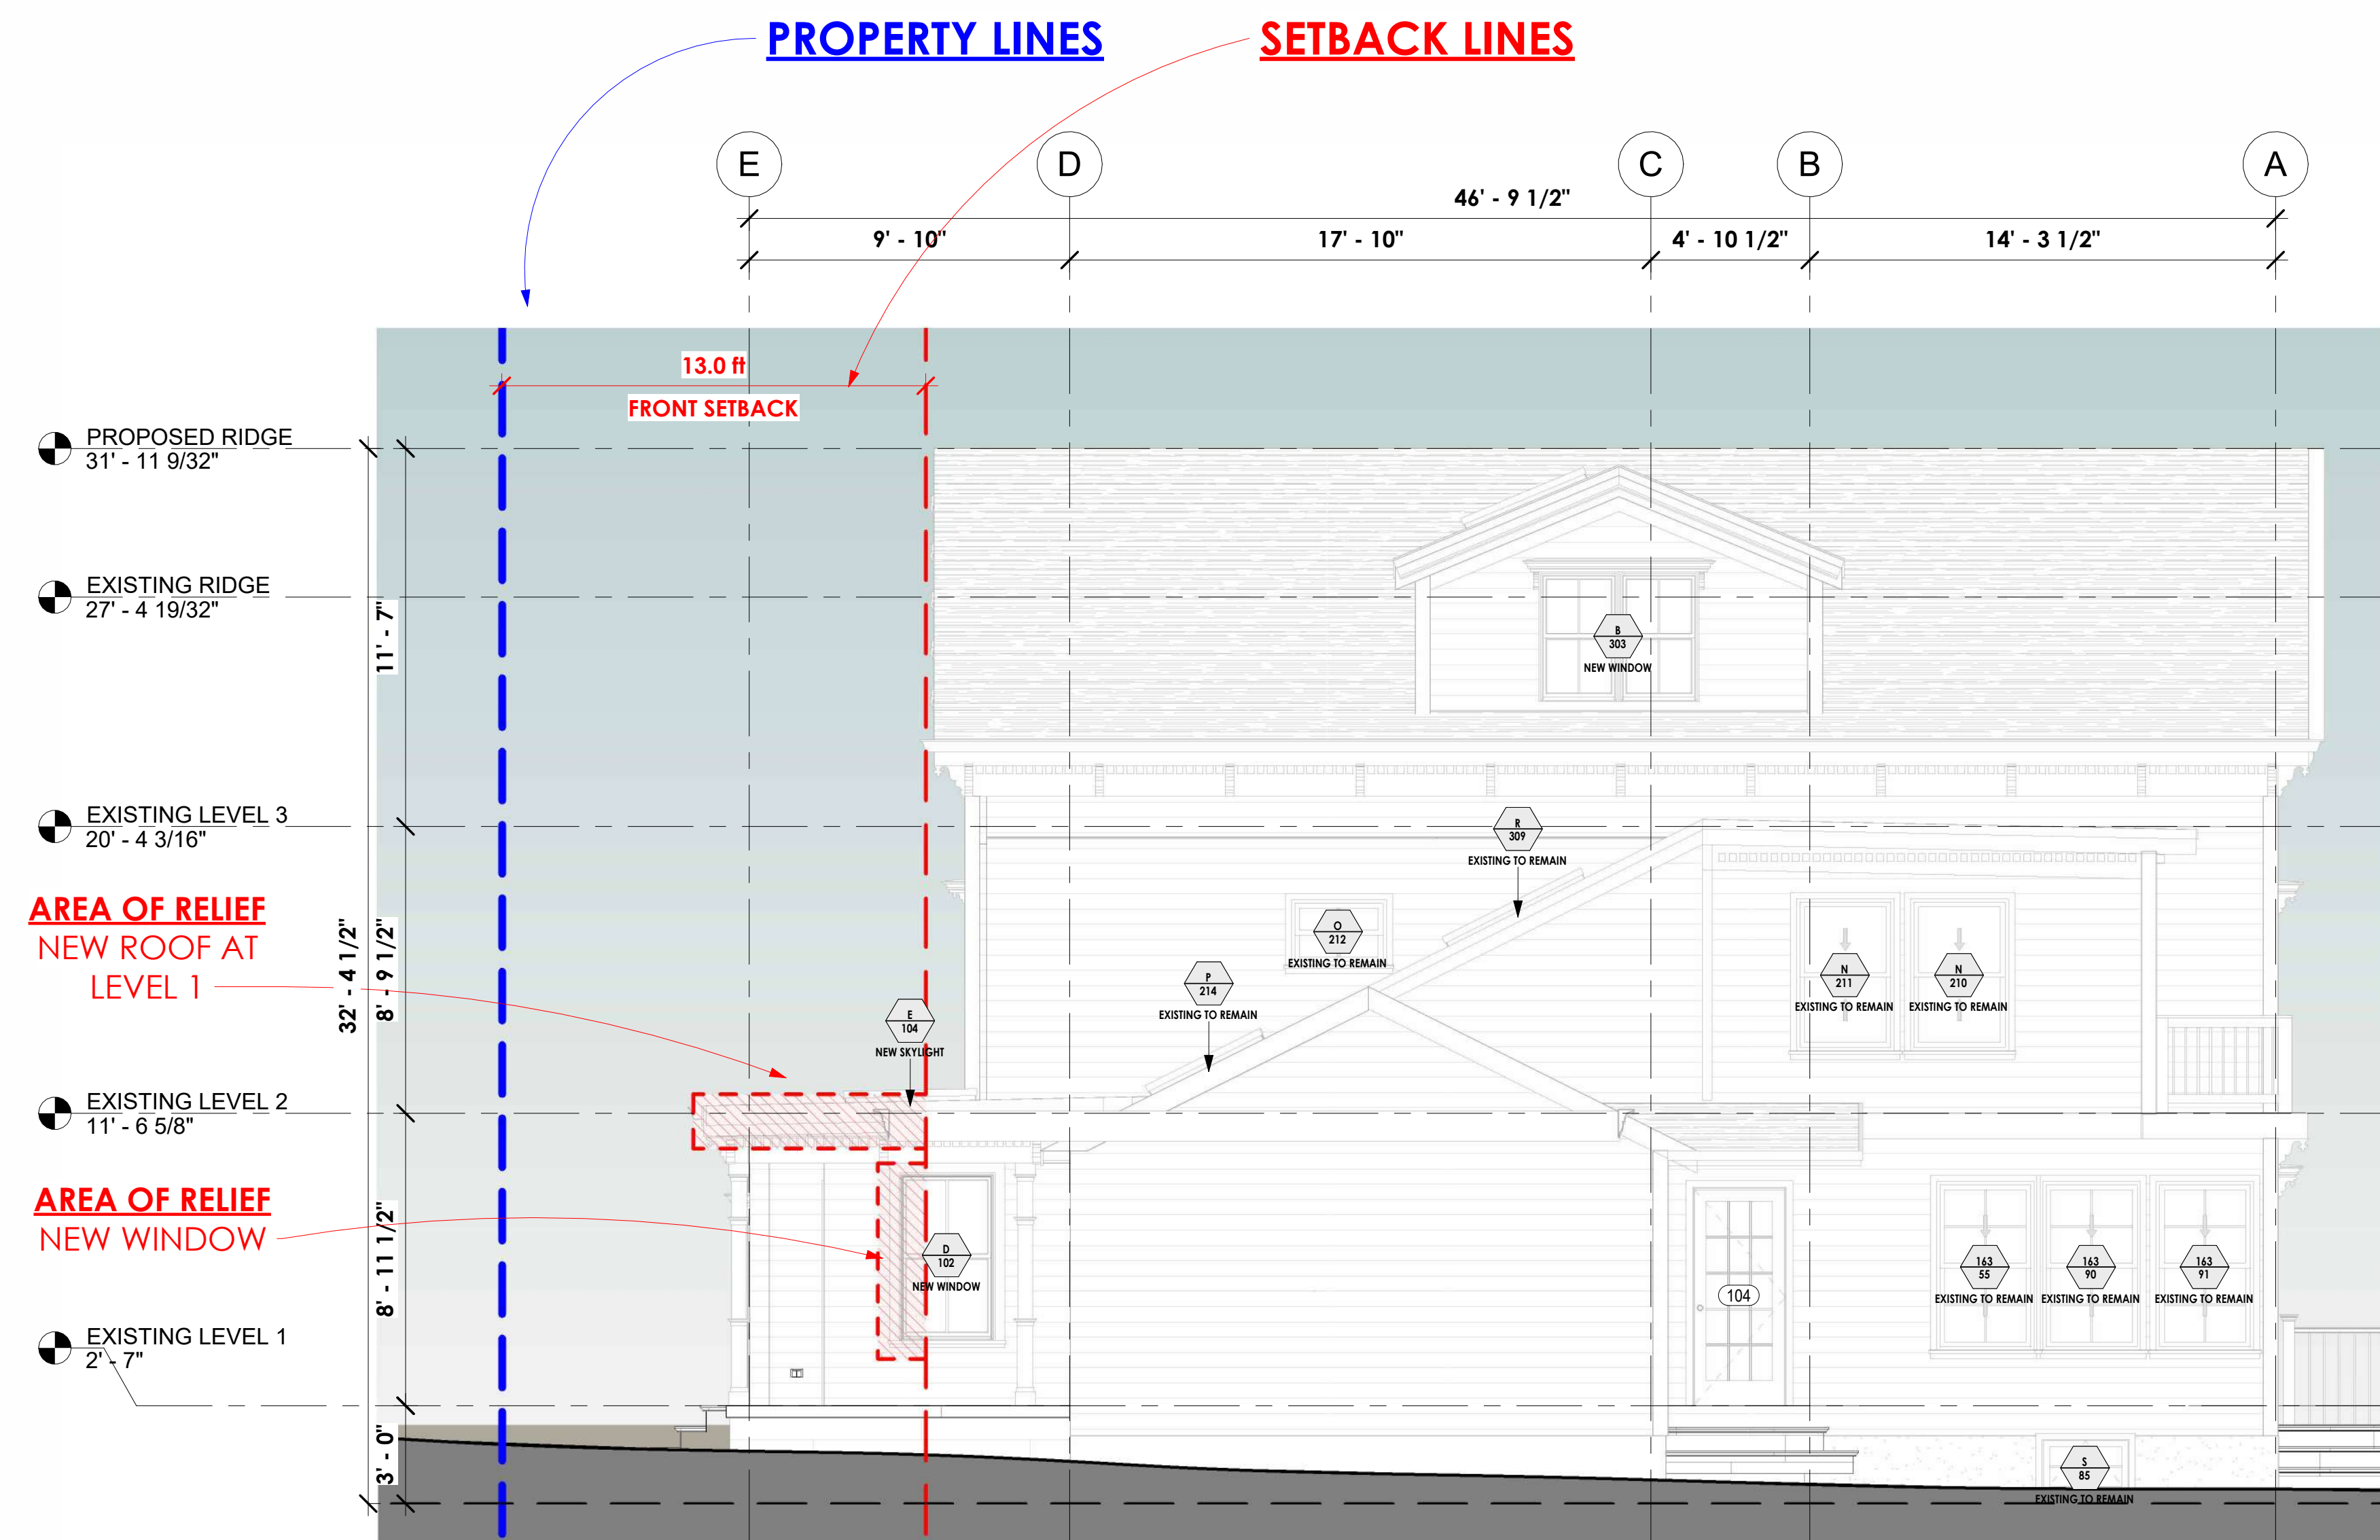 PROPERTY LINES
SETBACK LINES
E
D
C
B
A
46' - 9 1/2"
9' - 10"
17' - 10"
4' - 10 1/2"
14' - 3 1/2"
13.0 ft
FRONT SETBACK
PROPOSED RIDGE
31' - 11 9/32"
EXISTING RIDGE
27' - 4 19/32"
11' - 7"
B
303
NEW WINDOW
EXISTING LEVEL 3
20' - 4 3/16"
R
309
EXISTING TO REMAIN
AREA OF RELIEF
NEW ROOF AT
LEVEL 1
32' - 4 1/2"
8' - 9 1/2"
O
212
EXISTING TO REMAIN
P
214
EXISTING TO REMAIN
N
211
EXISTING TO REMAIN
N
210
EXISTING TO REMAIN
E
104
NEW SKYLIGHT
EXISTING LEVEL 2
11' - 6 5/8"
AREA OF RELIEF
NEW WINDOW
8' - 11 1/2"
D
102
NEW WINDOW
104
163
55
EXISTING TO REMAIN
163
90
EXISTING TO REMAIN
163
91
EXISTING TO REMAIN
EXISTING LEVEL 1
2' - 7"
3' - 0"
S
85
EXISTING TO REMAIN